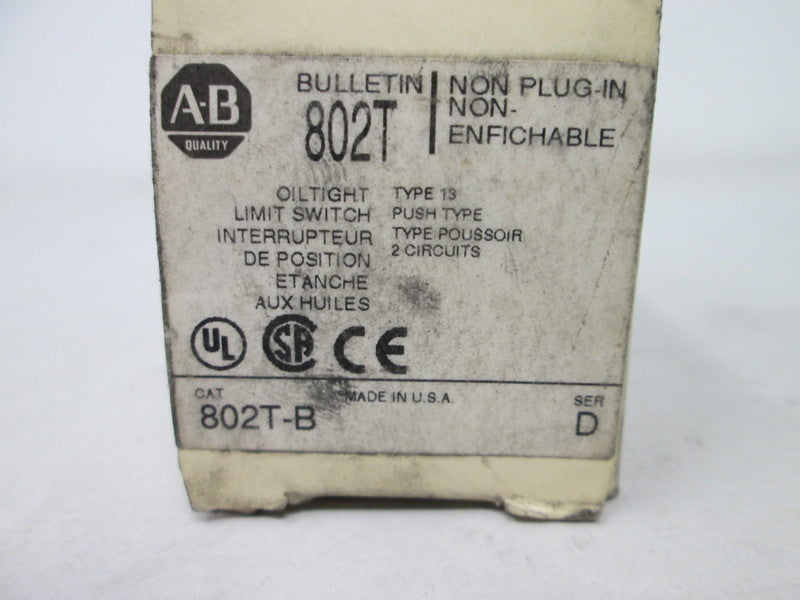 A-B
QUALITY
BULLETIN
802T
NON PLUG-IN
NON-
ENFICHABLE
OILTIGHT
LIMIT SWITCH
INTERRUPTEUR
DE POSITION
ETANCHE
AUX HUILES
TYPE 13
PUSH TYPE
TYPE POUSSOIR
2 CIRCUITS
UL
SA
CE
CAT
802T-B
MADE IN U.S.A.
SER
D